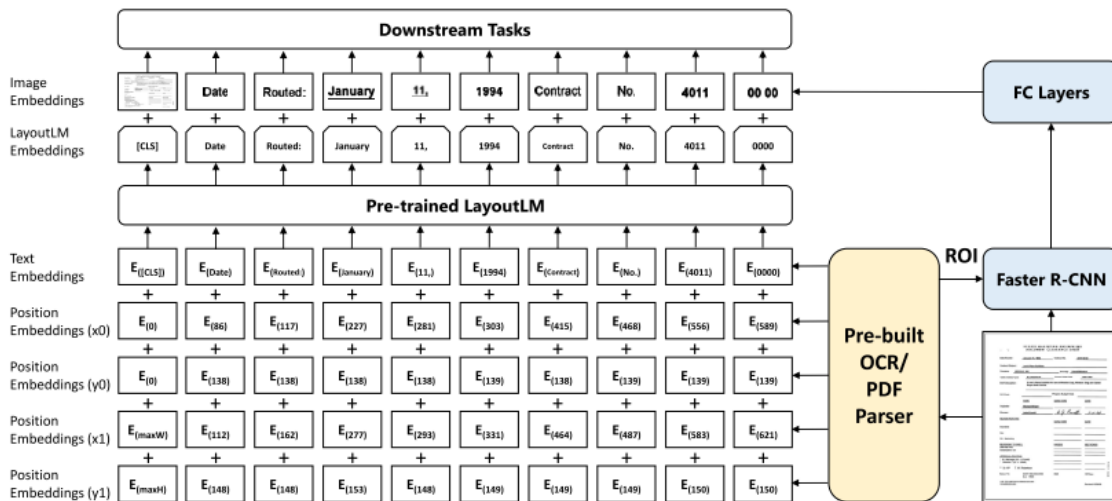 Downstream Tasks
Image Embeddings
Date Routed: January 11, 1994 Contract No. 4011 00 00
FC Layers
LayoutLM Embeddings
[CLS] Date Routed: January 11, 1994 Contract No. 4011 0000
Pre-trained LayoutLM
Text Embeddings
E([CLS]) E(Date) E(Routed:) E(January) E(11,) E(1994) E(Contract) E(No.) E(4011) E(0000)
ROI
Faster R-CNN
Position Embeddings (x0)
E(0) E(86) E(117) E(227) E(281) E(303) E(415) E(468) E(556) E(589)
Pre-built OCR/ PDF Parser
Position Embeddings (y0)
E(0) E(138) E(138) E(138) E(138) E(138) E(139) E(139) E(139) E(139)
Position Embeddings (x1)
E(maxW) E(112) E(162) E(277) E(293) E(331) E(464) E(487) E(583) E(621)
Position Embeddings (y1)
E(maxH) E(148) E(148) E(153) E(148) E(149) E(149) E(149) E(150) E(150)